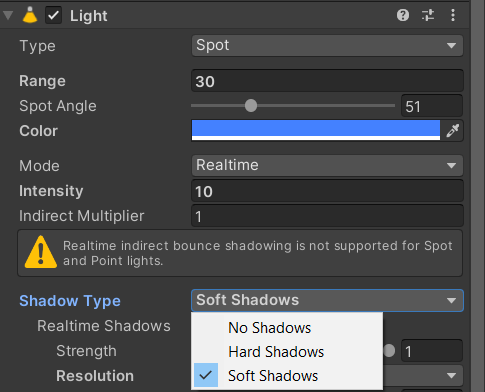 Light
Type Spot
Range 30
Spot Angle 51
Color
Mode Realtime
Intensity 10
Indirect Multiplier 1
Realtime indirect bounce shadowing is not supported for Spot
and Point lights.
Shadow Type Soft Shadows
Realtime Shadows No Shadows
Strength Hard Shadows 1
Resolution Soft Shadows